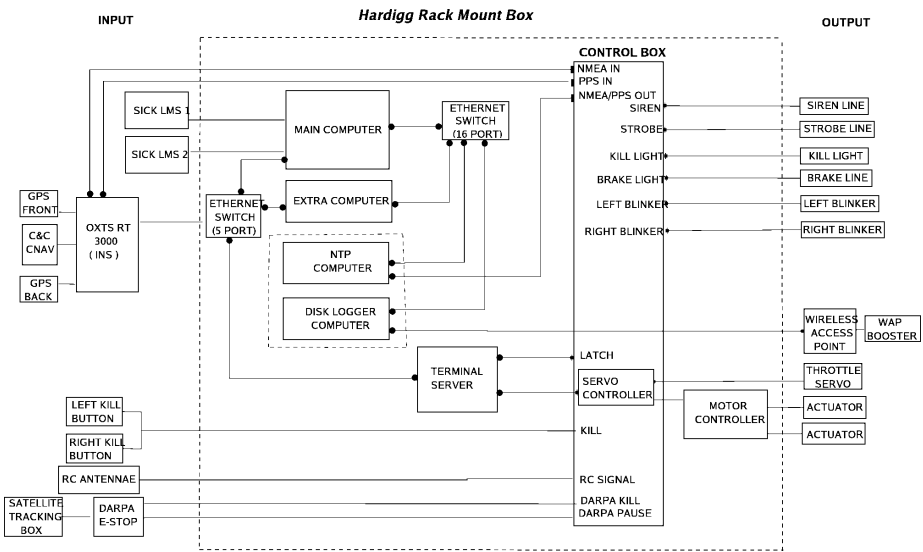 INPUT
Hardigg Rack Mount Box
OUTPUT
CONTROL BOX
NMEA IN
PPS IN
NMEA/PPS OUT
SIREN
STROBE
KILL LIGHT
BRAKE LIGHT
LEFT BLINKER
RIGHT BLINKER
SICK LMS 1
SICK LMS 2
MAIN COMPUTER
ETHERNET
SWITCH
(16 PORT)
EXTRA COMPUTER
ETHERNET
SWITCH
(5 PORT)
GPS
FRONT
C&C
CNAV
GPS
BACK
OXTS RT
3000
( INS )
NTP
COMPUTER
DISK LOGGER
COMPUTER
TERMINAL
SERVER
LATCH
SERVO
CONTROLLER
KILL
RC SIGNAL
DARPA KILL
DARPA PAUSE
MOTOR
CONTROLLER
SIREN LINE
STROBE LINE
KILL LIGHT
BRAKE LINE
LEFT BLINKER
RIGHT BLINKER
WIRELESS
ACCESS
POINT
WAP
BOOSTER
THROTTLE
SERVO
ACTUATOR
ACTUATOR
LEFT KILL
BUTTON
RIGHT KILL
BUTTON
RC ANTENNAE
SATELLITE
TRACKING
BOX
DARPA
E-STOP